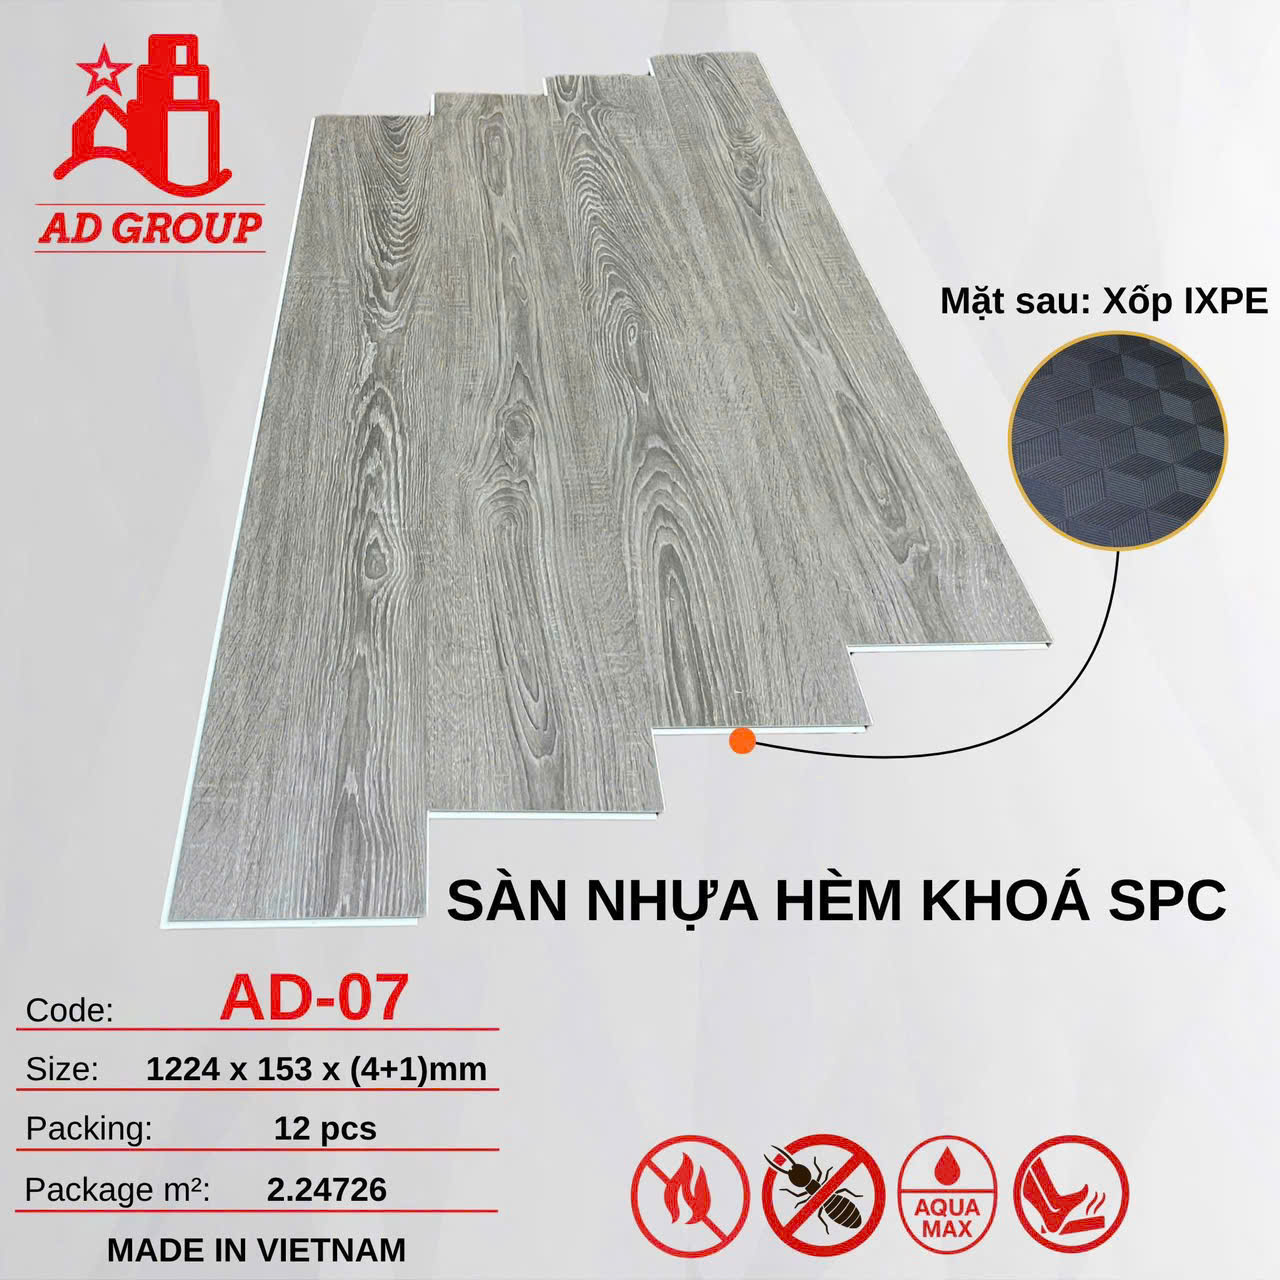 AD GROUP
Mặt sau: Xốp IXPE
SÀN NHỰA HÈM KHOÁ SPC
Code: AD-07
Size: 1224 x 153 x (4+1)mm
Packing: 12 pcs
Package m²: 2.24726
MADE IN VIETNAM
AQUA
MAX